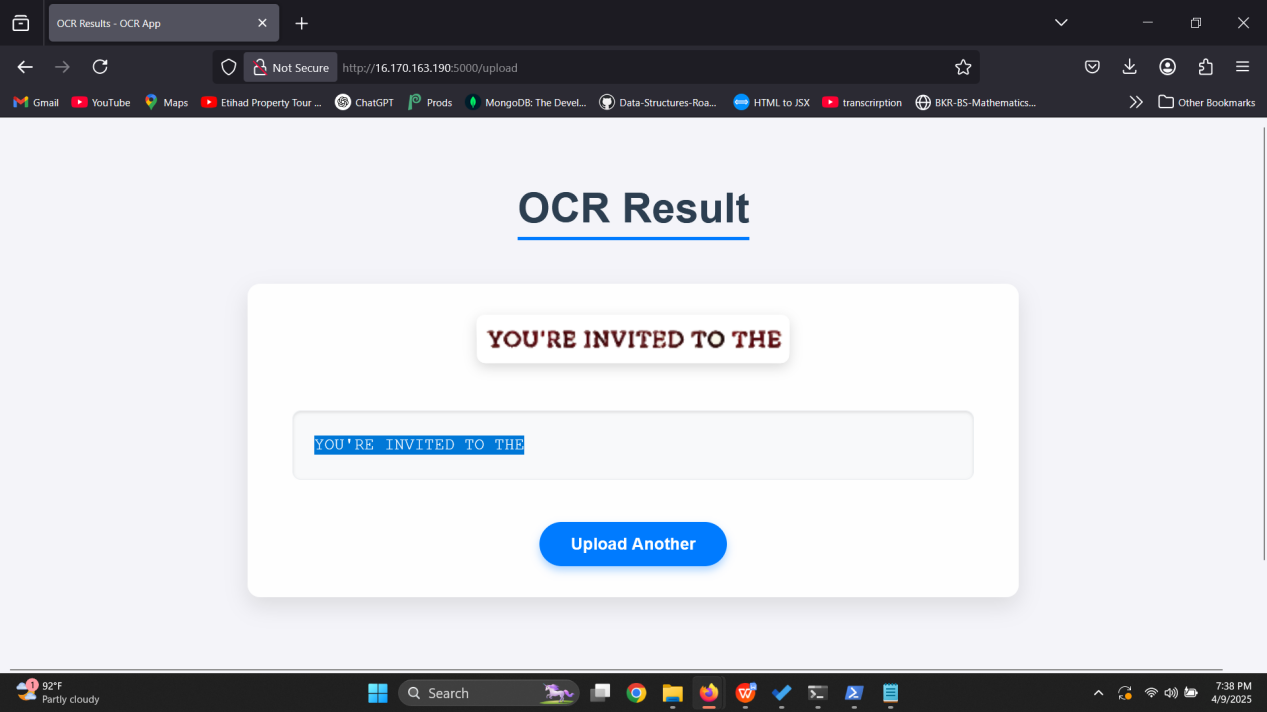 OCR Results - OCR App
Not Secure
http://16.170.163.190:5000/upload
Gmail
YouTube
Maps
Etihad Property Tour ...
ChatGPT
Prods
MongoDB: The Devel...
Data-Structures-Roa...
HTML to JSX
transcrirption
BKR-BS-Mathematics...
Other Bookmarks
OCR Result
YOU'RE INVITED TO THE
YOU'RE INVITED TO THE
Upload Another
1
92°F
Partly cloudy
Search
7:38 PM
4/9/2025